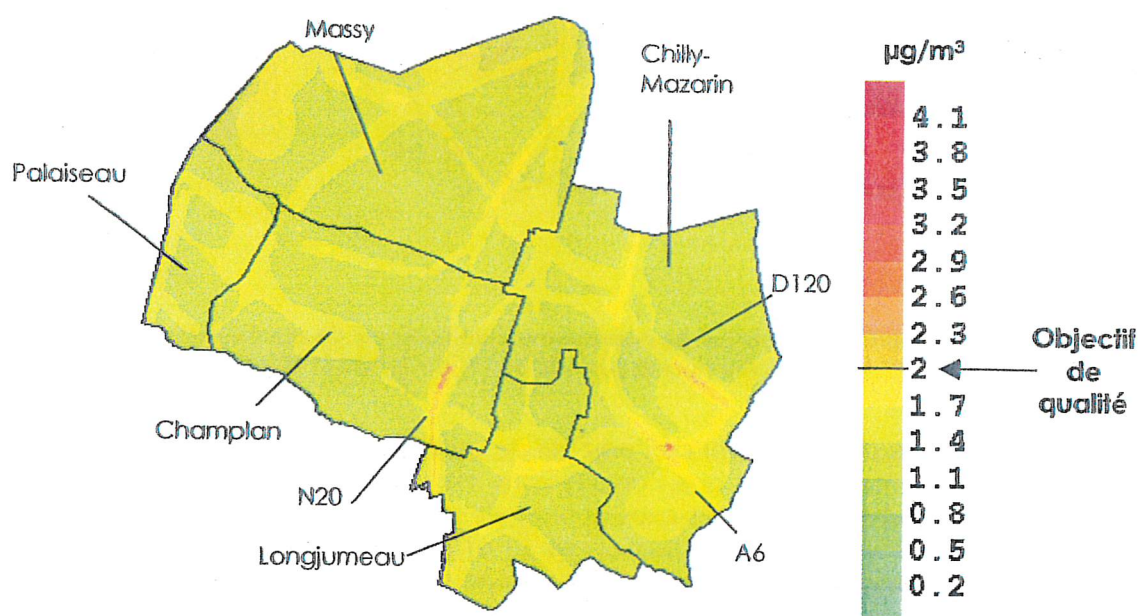 Massy
Chilly-
Mazarin
Palaiseau
D120
Champlan
N20
Longjumeau
A6
µg/m³
4.1
3.8
3.5
3.2
2.9
2.6
2.3
2
1.7
1.4
1.1
0.8
0.5
0.2
Objectif
de
qualité